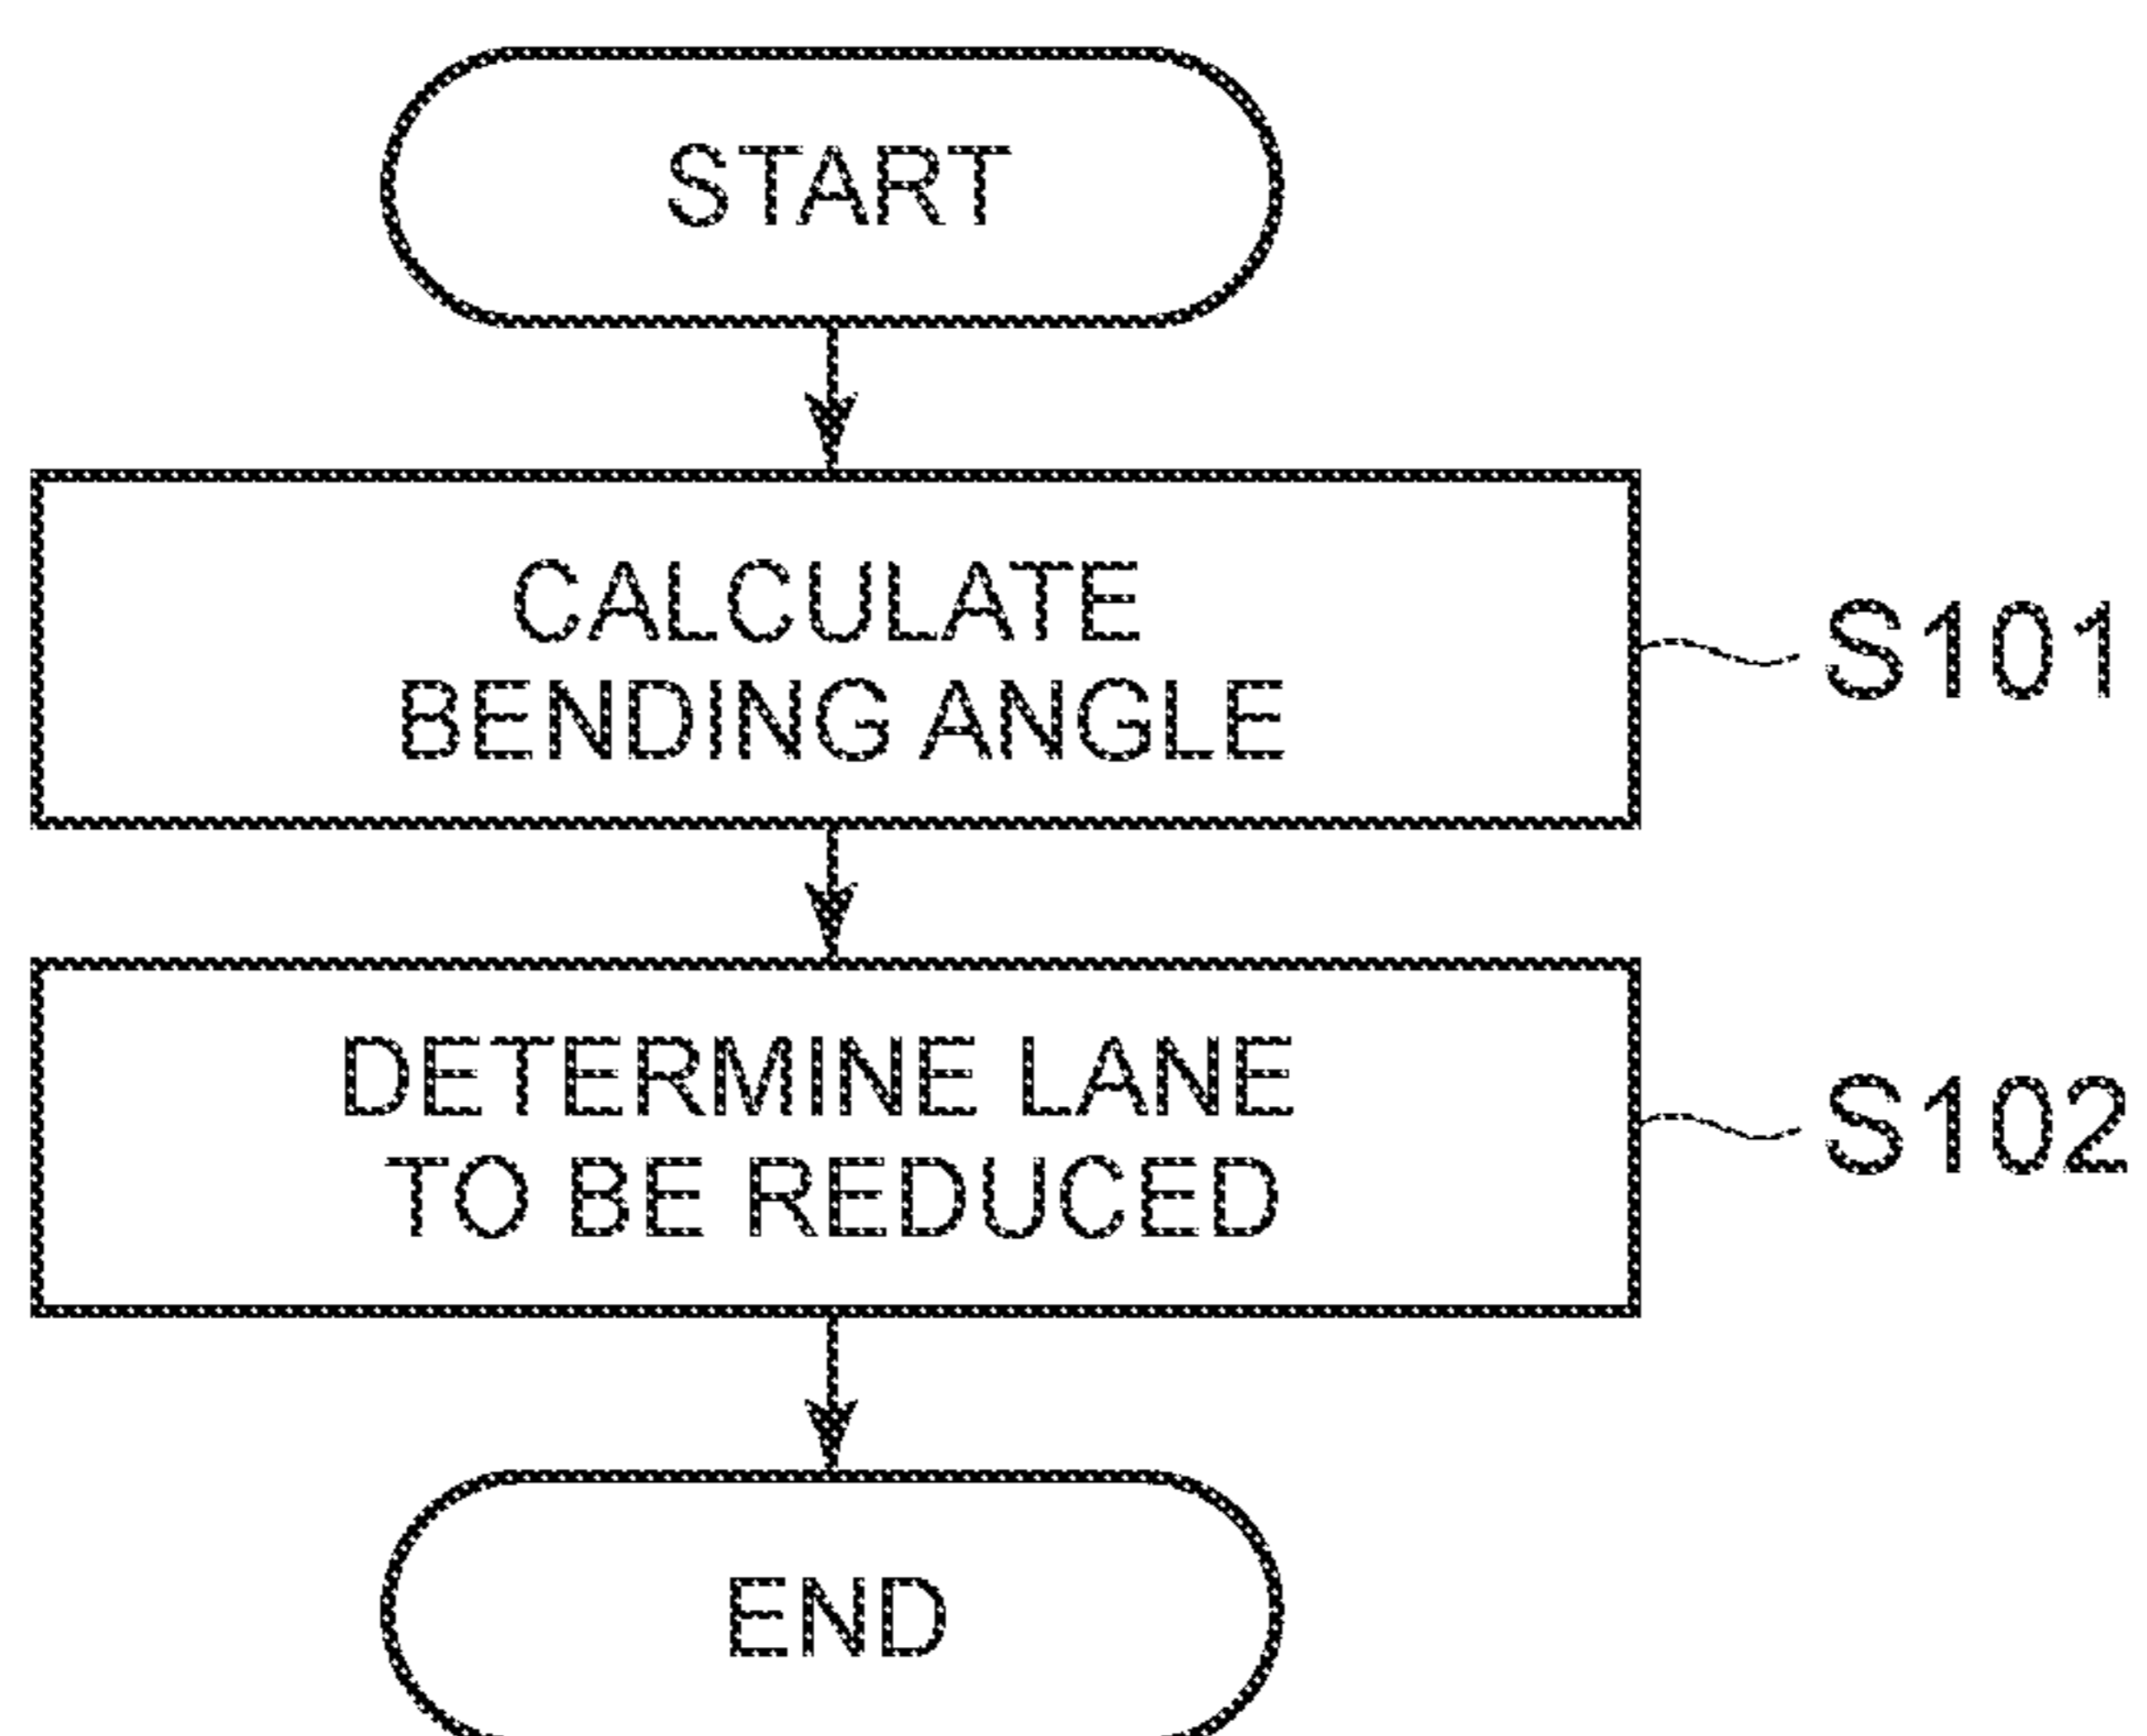 START
CALCULATE
BENDING ANGLE
S101
DETERMINE LANE
TO BE REDUCED
S102
END